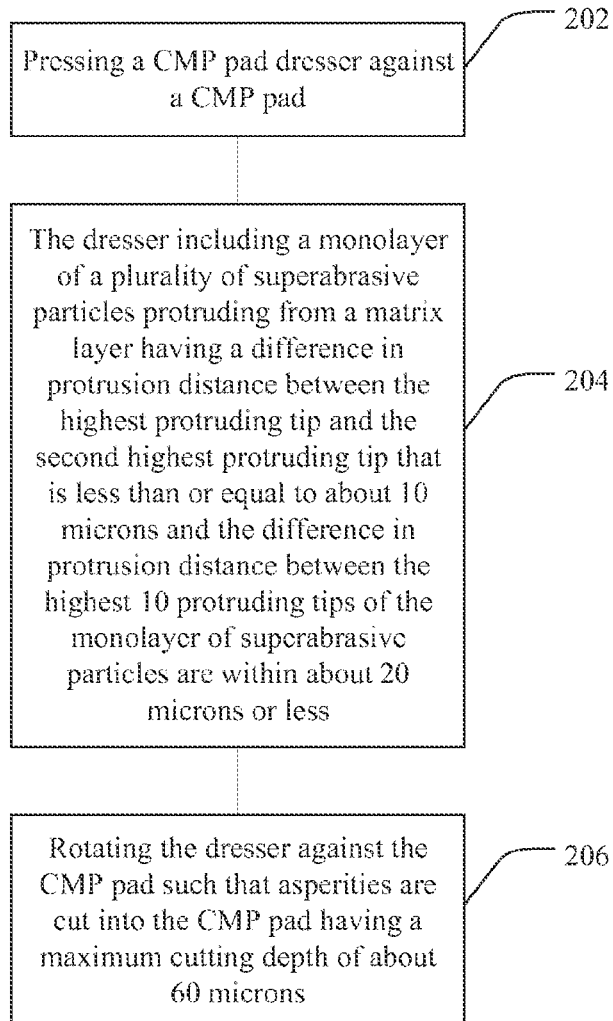 202
Pressing a CMP pad dresser against
a CMP pad
The dresser including a monolayer
of a plurality of superabrasive
particles protruding from a matrix
layer having a difference in
protrusion distance between the
highest protruding tip and the
second highest protruding tip that
is less than or equal to about 10
microns and the difference in
protrusion distance between the
highest 10 protruding tips of the
monolayer of superabrasive
particles are within about 20
microns or less
204
Rotating the dresser against the
CMP pad such that asperities are
cut into the CMP pad having a
maximum cutting depth of about
60 microns
206